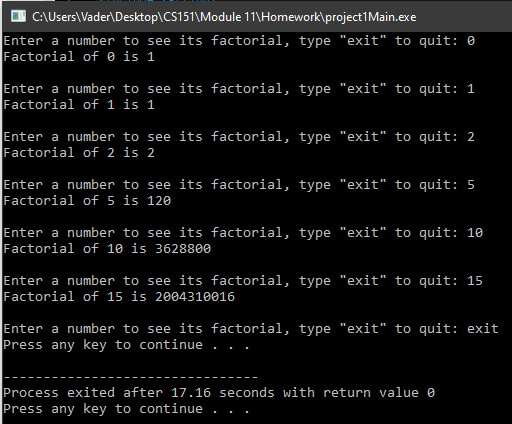 C:\Users\Vader\Desktop\CS151\Module 11\Homework\project1Main.exe
Enter a number to see its factorial, type "exit" to quit: 0
Factorial of 0 is 1
Enter a number to see its factorial, type "exit" to quit: 1
Factorial of 1 is 1
Enter a number to see its factorial, type "exit" to quit: 2
Factorial of 2 is 2
Enter a number to see its factorial, type "exit" to quit: 5
Factorial of 5 is 120
Enter a number to see its factorial, type "exit" to quit: 10
Factorial of 10 is 3628800
Enter a number to see its factorial, type "exit" to quit: 15
Factorial of 15 is 2004310016
Enter a number to see its factorial, type "exit" to quit: exit
Press any key to continue . . .
--------------------------------
Process exited after 17.16 seconds with return value 0
Press any key to continue . . .